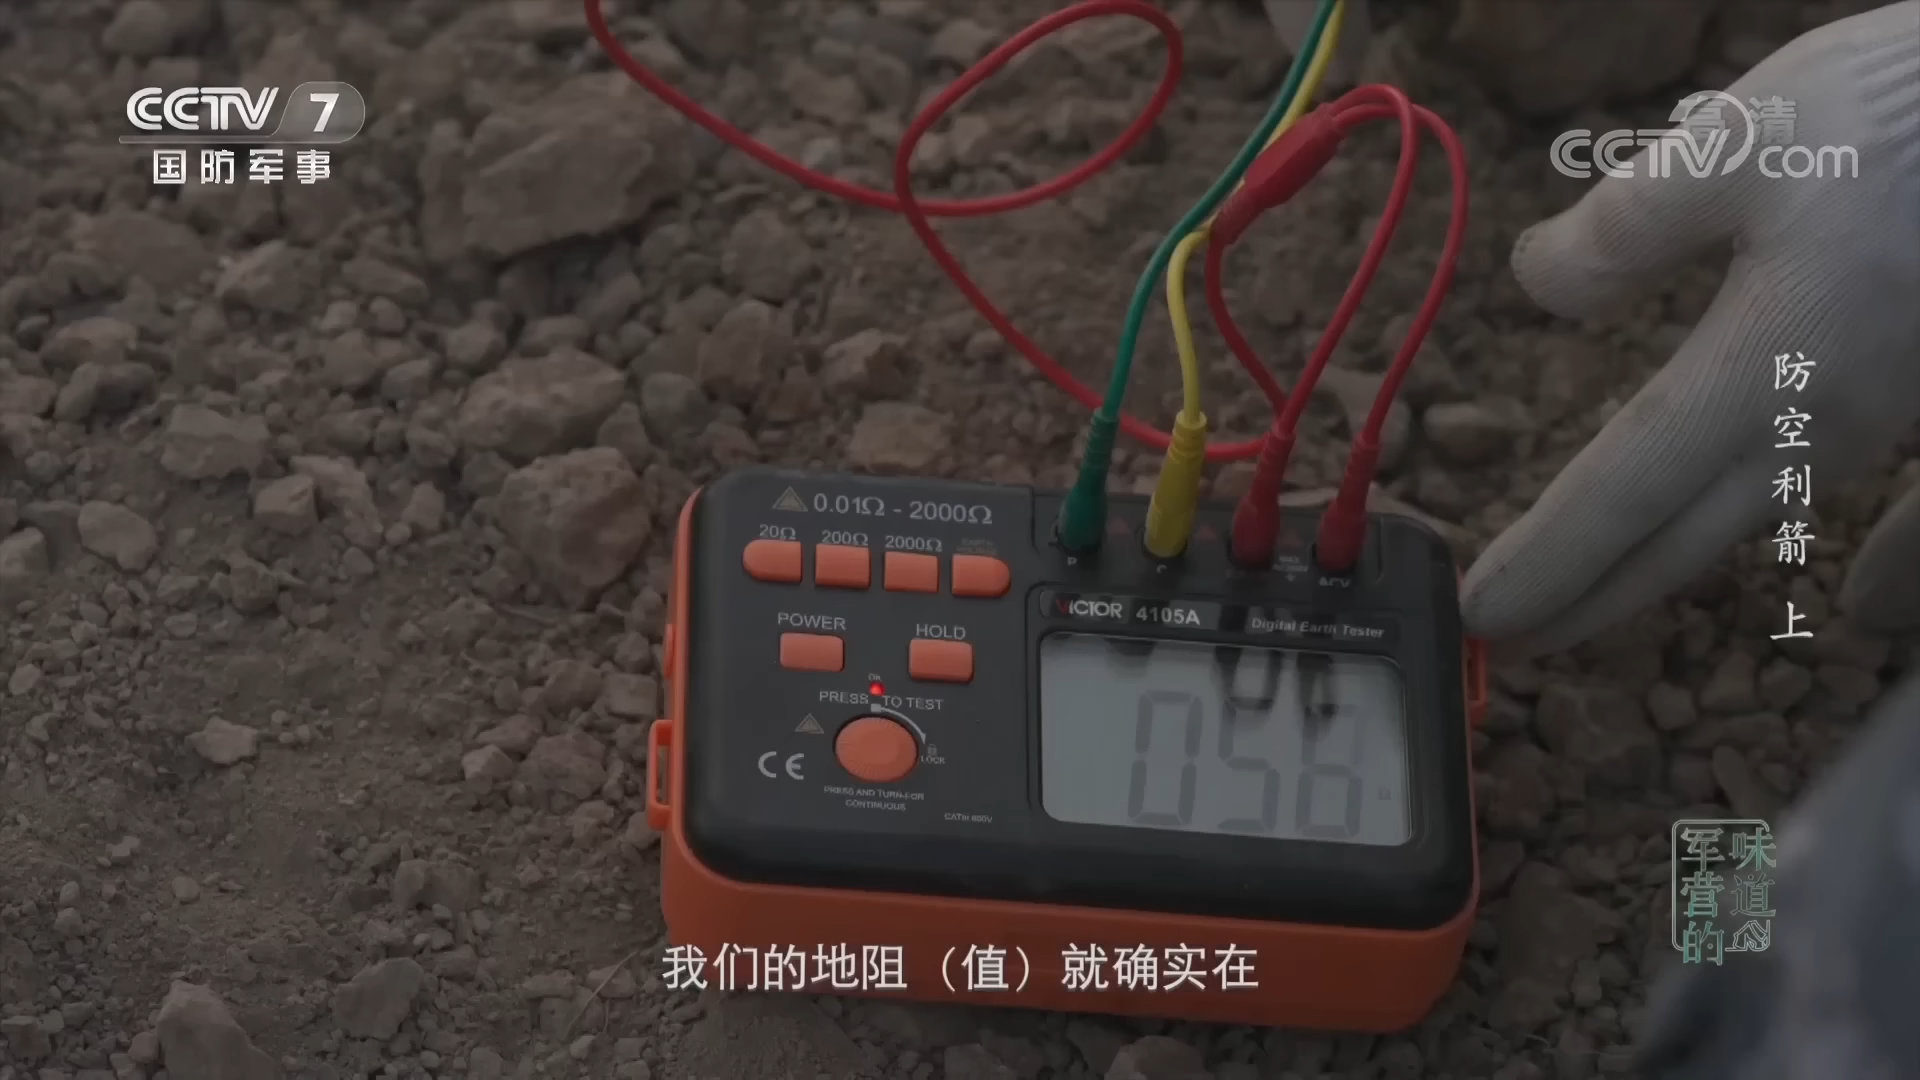 CCTV 7
国防军事
高清
CCTV.com
防空利箭 上
0.01Ω - 2000Ω
20Ω 200Ω 2000Ω
POWER
HOLD
OK
PRESS TO TEST
LOCK
CE
PRESS AND TURN FOR
CONTINUOUS
CATIII 600V
P C
VICTOR 4105A
Digital Earth Tester
军营的
味道
我们的地阻（值）就确实在